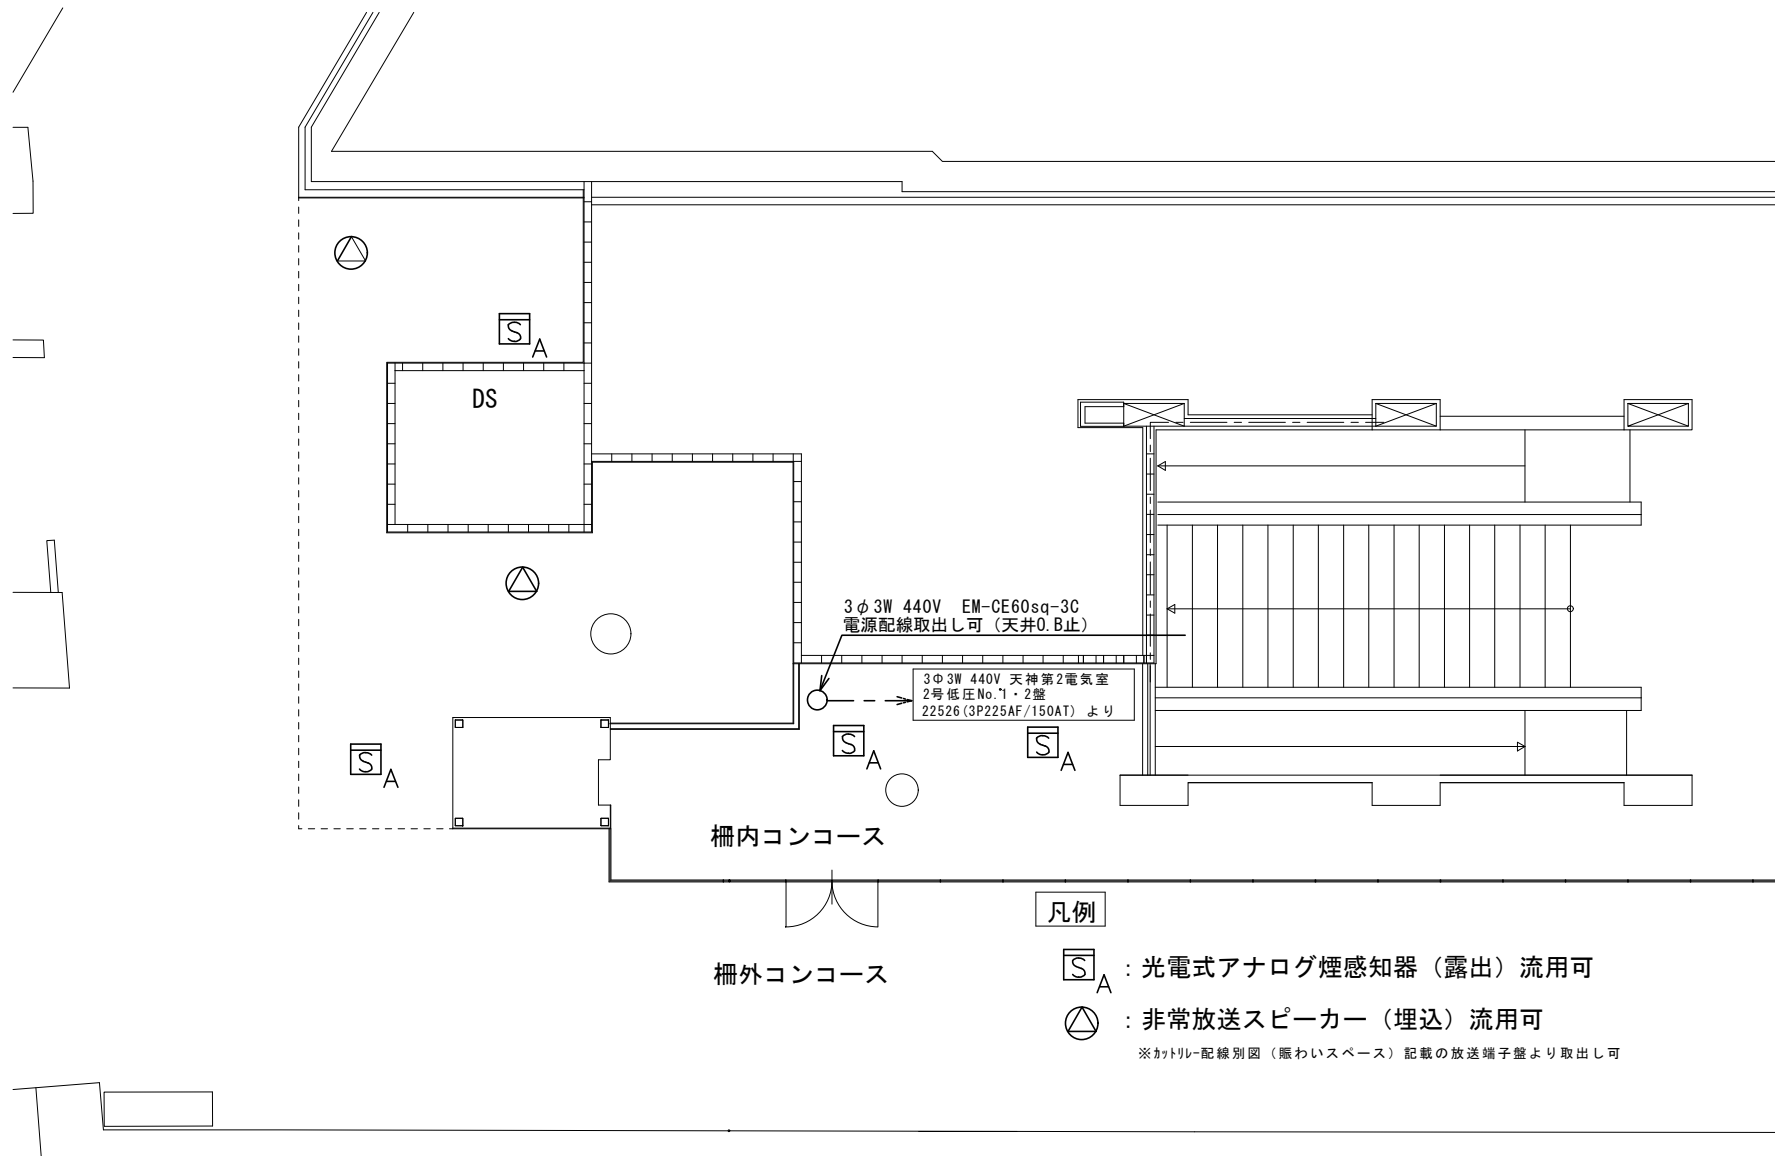 S A
DS
3φ3W 440V EM-CE60sq-3C
電源配線取出し可（天井O.B止）
3Φ3W 440V 天神第2電気室
2号低圧No.1・2盤
22526(3P225AF/150AT) より
S A
S A
S A
柵内コンコース
凡例
柵外コンコース
S A ：光電式アナログ煙感知器（露出）流用可
：非常放送スピーカー（埋込）流用可
※ｶｯﾄﾘﾚｰ配線別図（賑わいスペース）記載の放送端子盤より取出し可